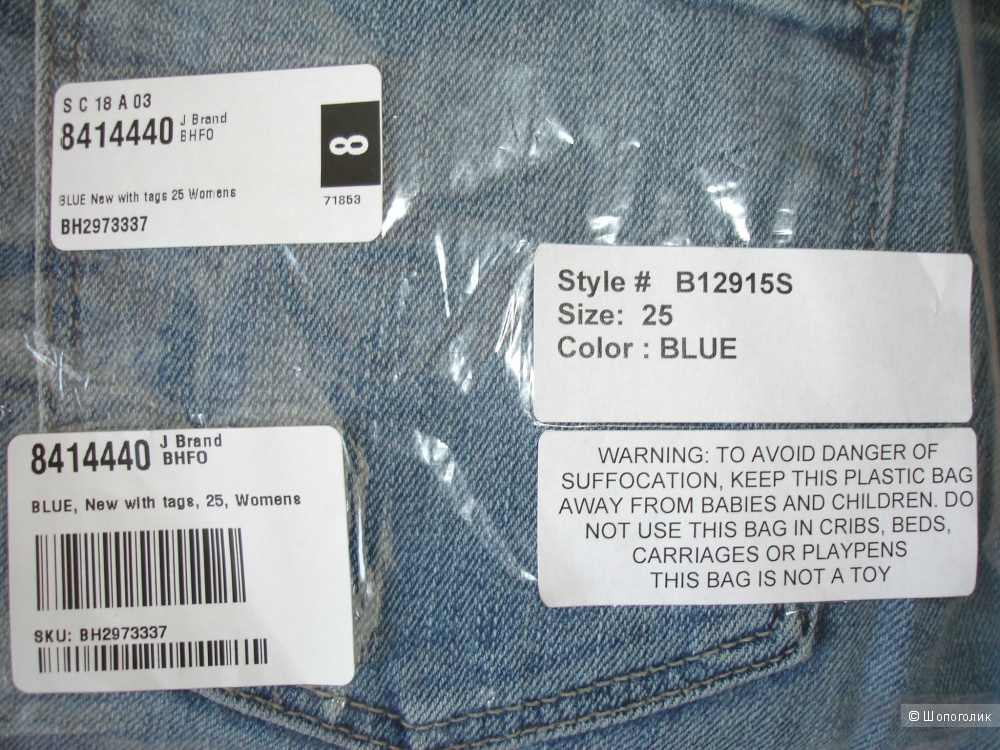 S C 18 A 03
8414440 J Brand
BHFO
8
BLUE New with tags 25 Womens
71853
BH2973337
Style # B12915S
Size: 25
Color : BLUE
8414440 J Brand
BHFO
BLUE, New with tags, 25, Womens
SKU: BH2973337
WARNING: TO AVOID DANGER OF
SUFFOCATION, KEEP THIS PLASTIC BAG
AWAY FROM BABIES AND CHILDREN. DO
NOT USE THIS BAG IN CRIBS, BEDS,
CARRIAGES OR PLAYPENS
THIS BAG IS NOT A TOY
© Шопоголик